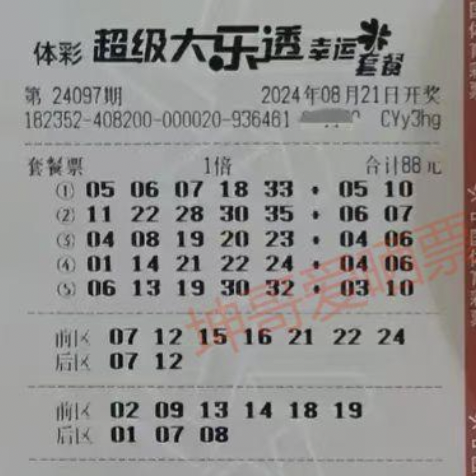 体彩 超级大乐透 幸运套餐
第 24097期 2024年08月21日开奖
182352-408200-000020-936461 CYy3hg
套餐票 1倍 合计88元
① 05 06 07 18 33 + 05 10
② 11 22 28 30 35 + 06 07
③ 04 08 19 20 23 + 04 06
④ 01 14 21 22 24 + 04 06
⑤ 06 13 19 30 32 + 03 10
前区 07 12 15 16 21 22 24
后区 07 12
前区 02 09 13 14 18 19
后区 01 07 08
坤哥爱晒票